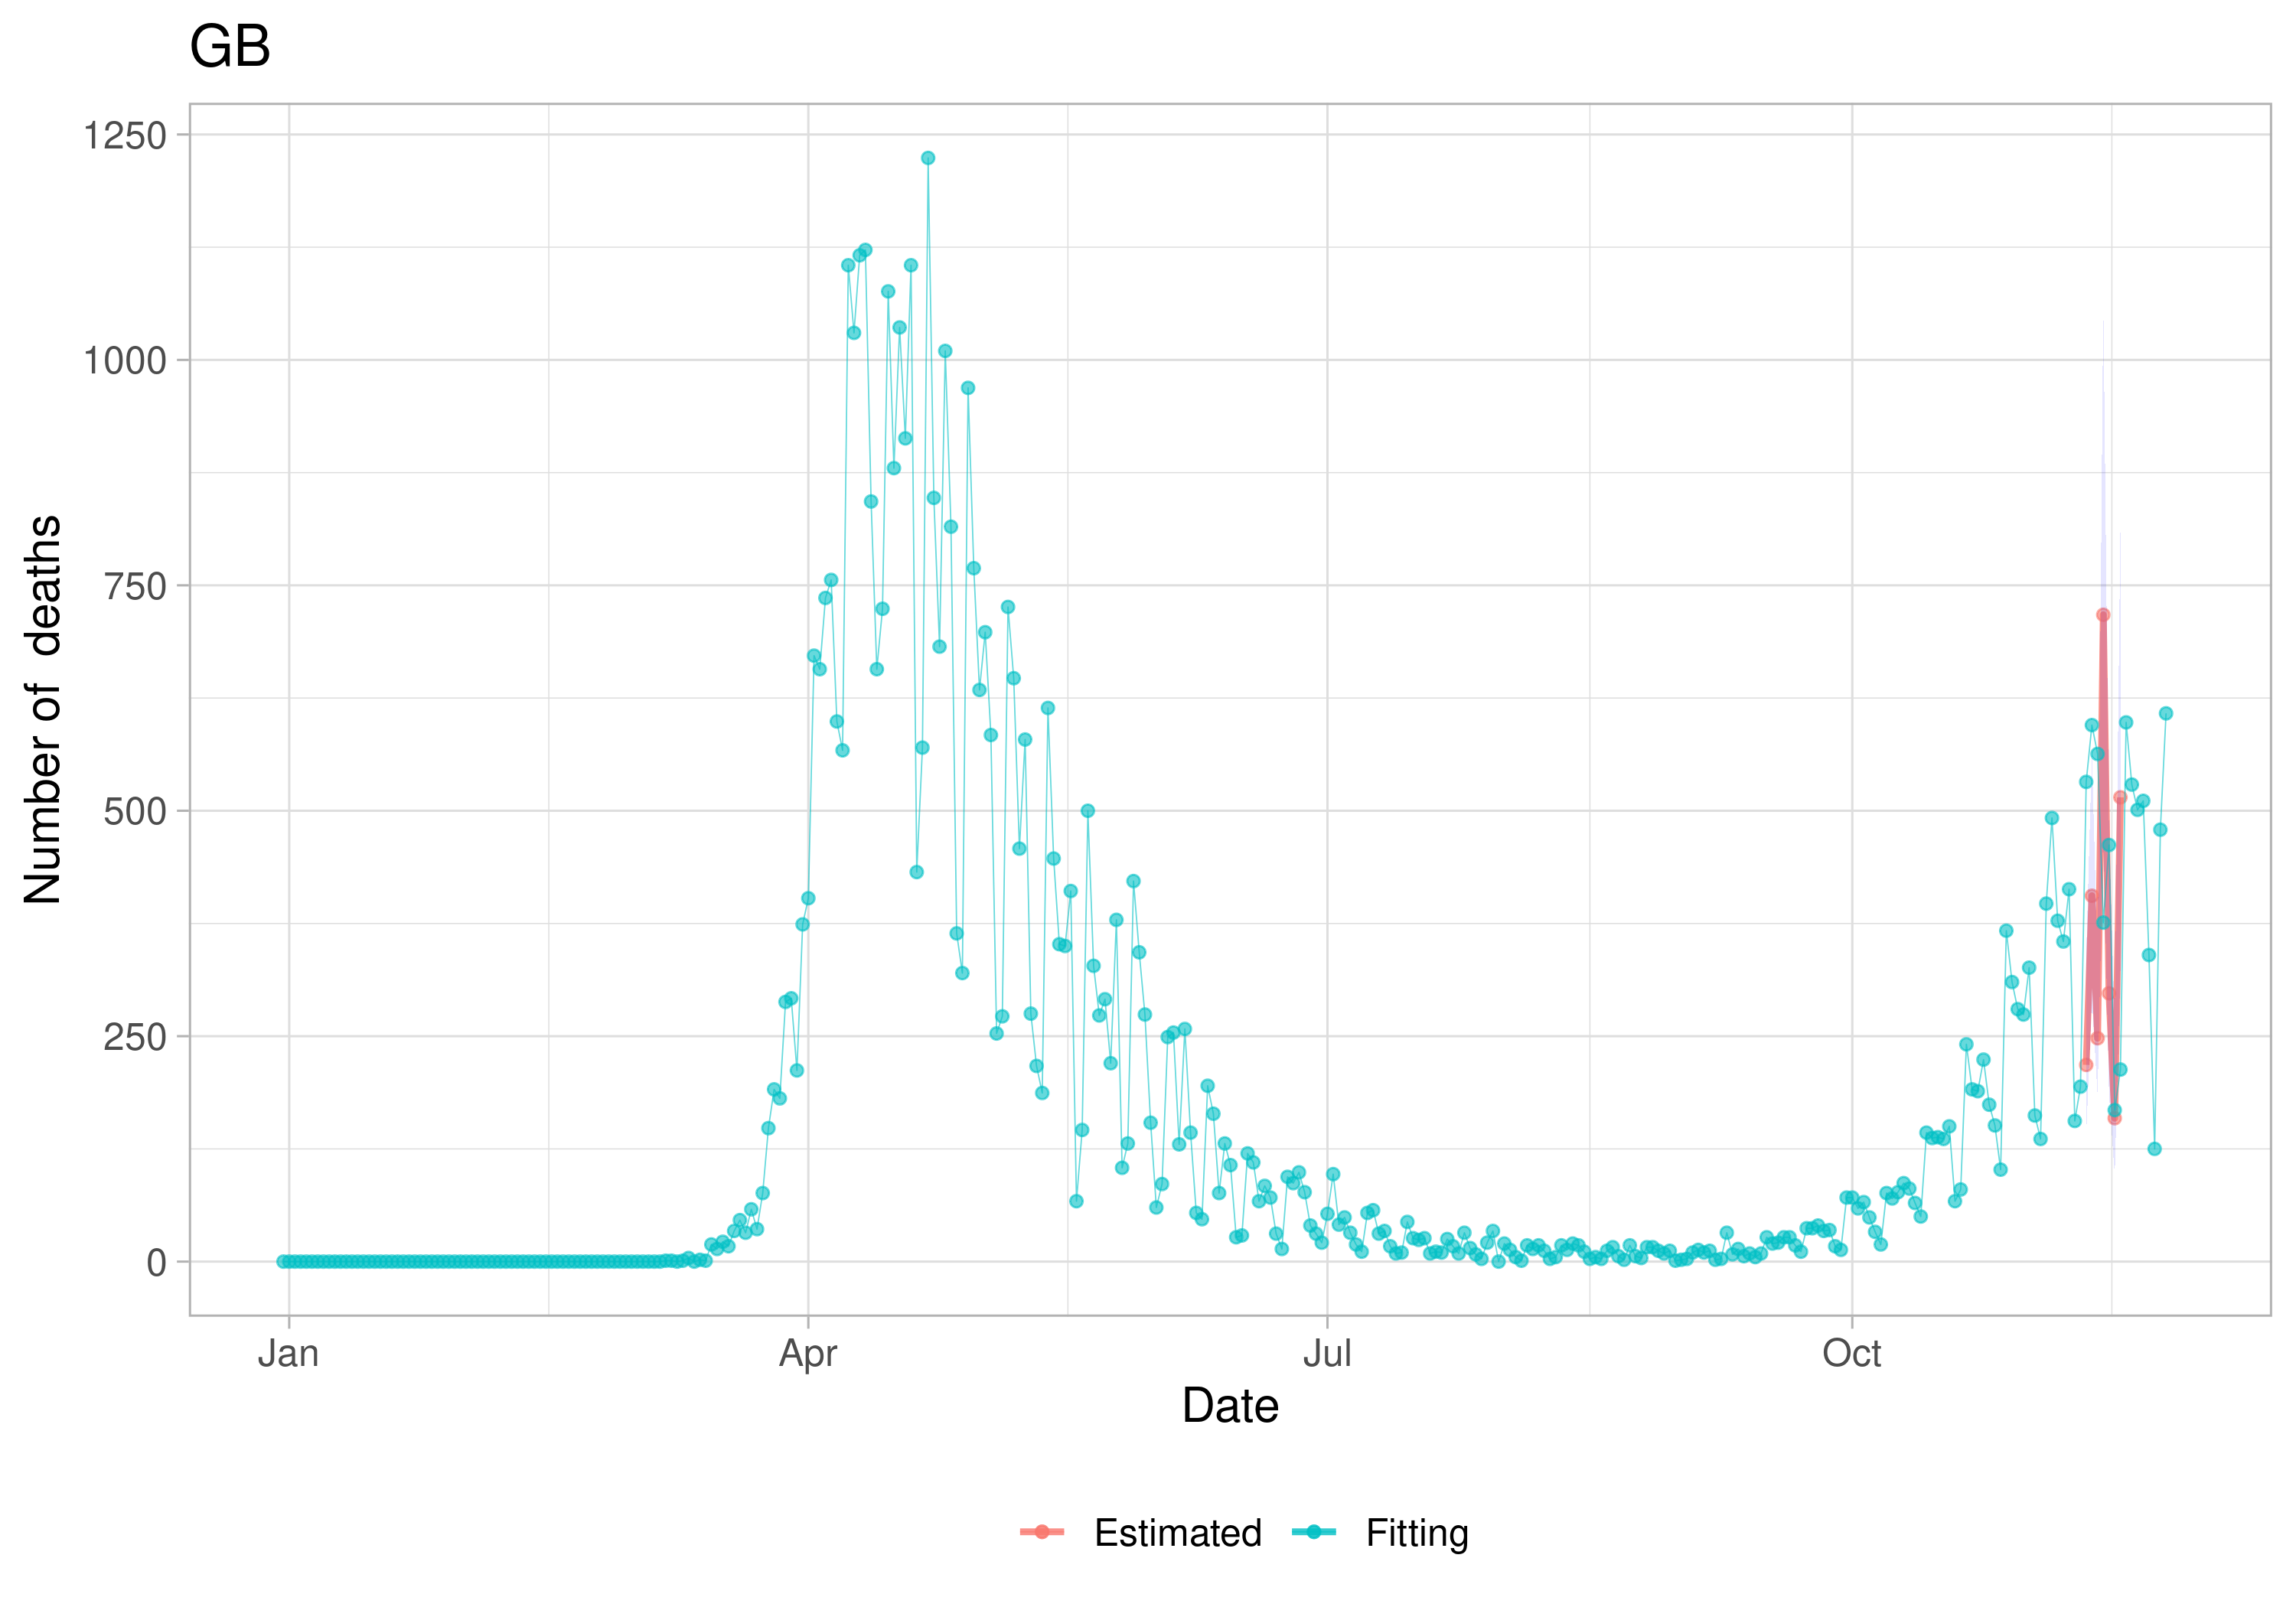 GB
1250
1000
750
500
250
0
Number of deaths
Jan Apr Jul Oct
Date
Estimated Fitting